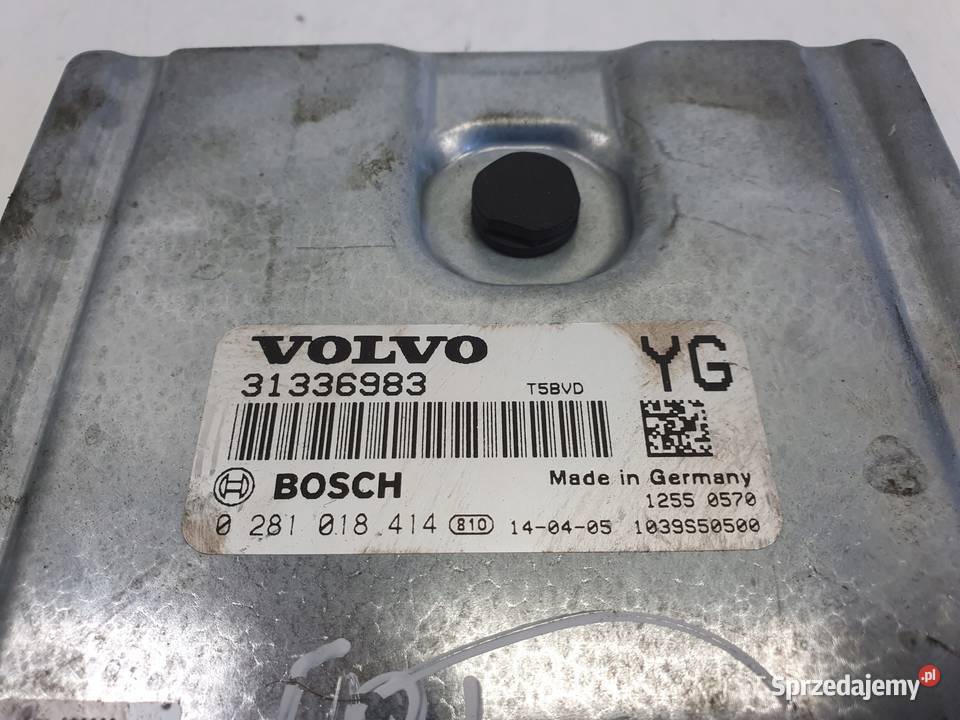 VOLVO
YG
31336983 T5BVD
BOSCH Made in Germany
1255 0570
0 281 018 414 810 14-04-05 1039S50500
Sprzedajemy.pl